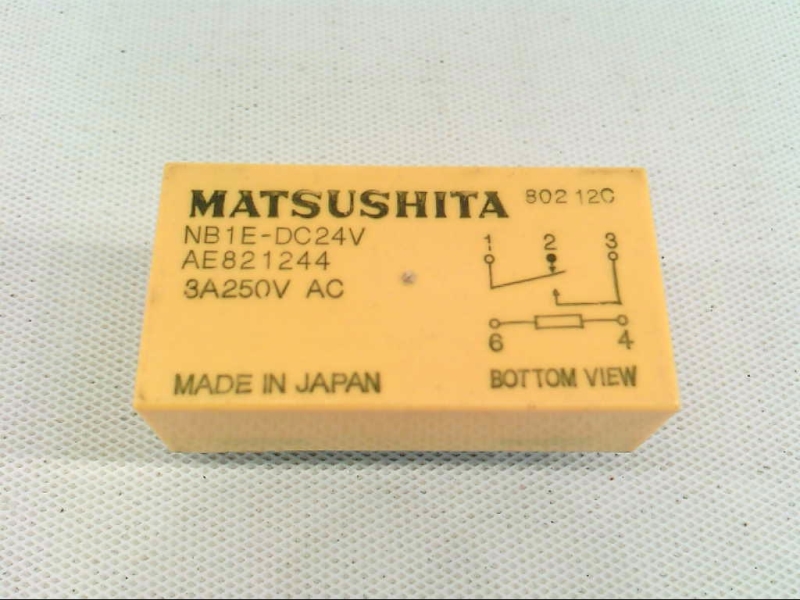 MATSUSHITA 802 12C
NB1E-DC24V
AE821244
3A250V AC
1 2 3
6 4
MADE IN JAPAN BOTTOM VIEW